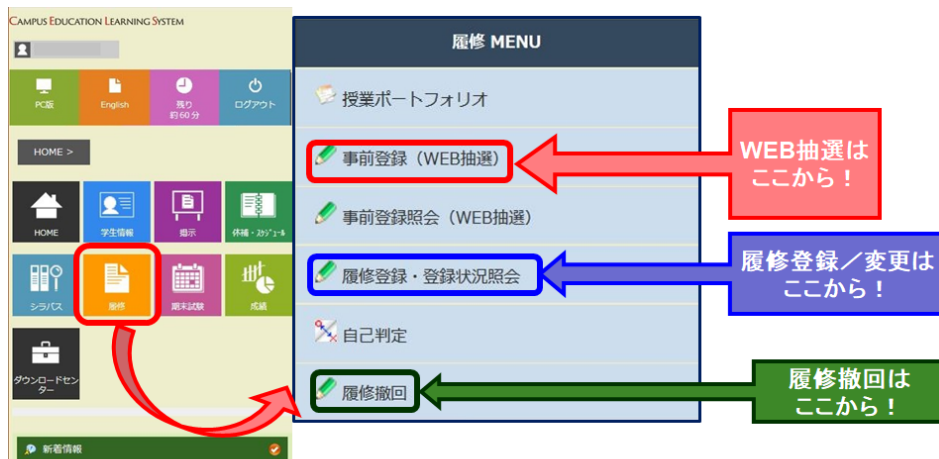 CAMPUS EDUCATION LEARNING SYSTEM
PC版
English
残り
約60分
ログアウト
HOME >
HOME
学生情報
掲示
休補・ｽｹｼﾞｭｰﾙ
シラバス
履修
期末試験
成績
ダウンロードセン
ター
新着情報
履修 MENU
授業ポートフォリオ
事前登録（WEB抽選）
事前登録照会（WEB抽選）
履修登録・登録状況照会
自己判定
履修撤回
WEB抽選は
ここから！
履修登録／変更は
ここから！
履修撤回は
ここから！